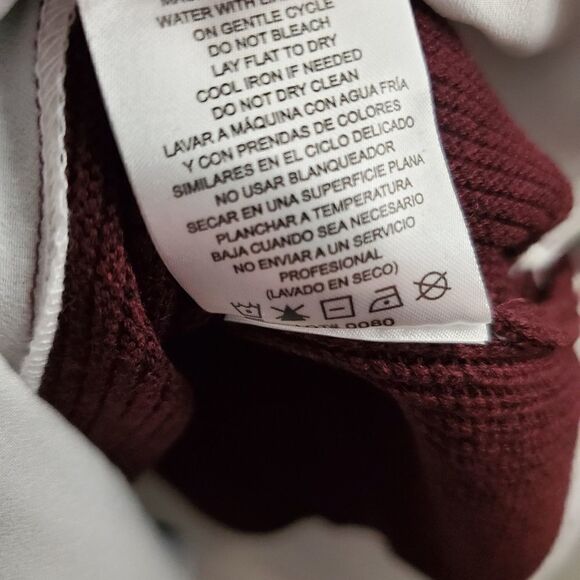 WATER WITH
ON GENTLE CYCLE
DO NOT BLEACH
LAY FLAT TO DRY
COOL IRON IF NEEDED
DO NOT DRY CLEAN
LAVAR A MÁQUINA CON AGUA FRÍA
Y CON PRENDAS DE COLORES
SIMILARES EN EL CICLO DELICADO
NO USAR BLANQUEADOR
SECAR EN UNA SUPERFICIE PLANA
PLANCHAR A TEMPERATURA
BAJA CUANDO SEA NECESARIO
NO ENVIAR A UN SERVICIO
PROFESIONAL
(LAVADO EN SECO)
0080